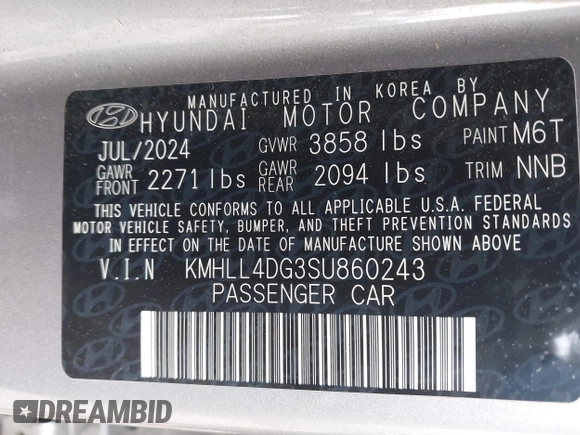 MANUFACTURED IN KOREA BY
HYUNDAI MOTOR COMPANY
JUL/2024 GVWR 3858 lbs PAINT M6T
GAWR FRONT 2271 lbs GAWR REAR 2094 lbs TRIM NNB
THIS VEHICLE CONFORMS TO ALL APPLICABLE U.S.A. FEDERAL
MOTOR VEHICLE SAFETY, BUMPER, AND THEFT PREVENTION STANDARDS
IN EFFECT ON THE DATE OF MANUFACTURE SHOWN ABOVE
V.I.N KMHLL4DG3SU860243
PASSENGER CAR
DREAMBID